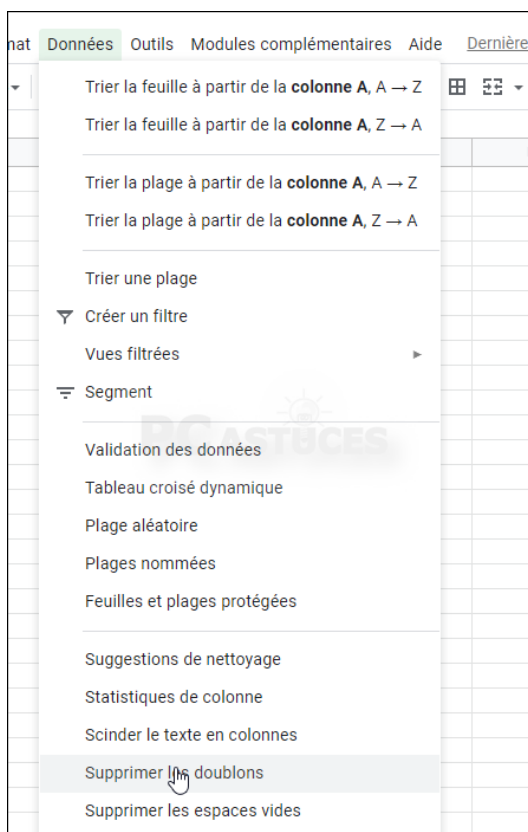 mat Données Outils Modules complémentaires Aide Dernière
Trier la feuille à partir de la colonne A, A → Z
Trier la feuille à partir de la colonne A, Z → A
Trier la plage à partir de la colonne A, A → Z
Trier la plage à partir de la colonne A, Z → A
Trier une plage
Créer un filtre
Vues filtrées
Segment
PC ASTUCES
Validation des données
Tableau croisé dynamique
Plage aléatoire
Plages nommées
Feuilles et plages protégées
Suggestions de nettoyage
Statistiques de colonne
Scinder le texte en colonnes
Supprimer les doublons
Supprimer les espaces vides